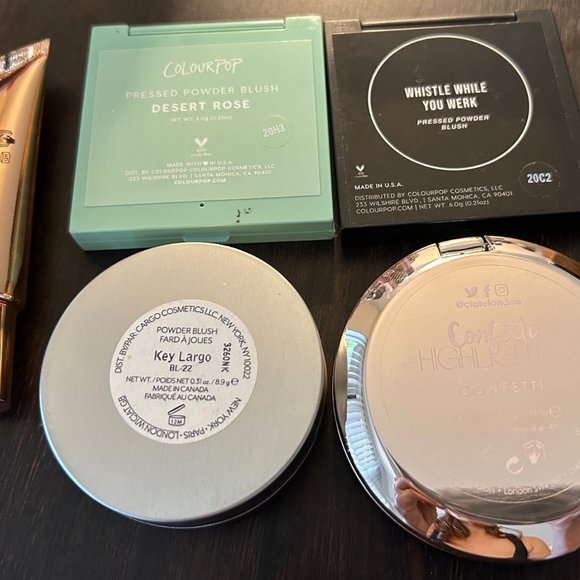 COLOURPOP
PRESSED POWDER BLUSH
DESERT ROSE
NET WT. 6.0g (0.21oz)
20H3
MADE WITH ♥ IN U.S.A.
DIST. BY COLOURPOP COSMETICS, LLC
233 WILSHIRE BLVD. | SANTA MONICA, CA 90401
COLOURPOP.COM
WHISTLE WHILE
YOU WERK
PRESSED POWDER
BLUSH
20C2
MADE IN U.S.A.
DISTRIBUTED BY COLOURPOP COSMETICS, LLC
233 WILSHIRE BLVD. | SANTA MONICA, CA 90401
COLOURPOP.COM | NET WT. 6.0g (0.21oz)
DIST. BY/PAR. CARGO COSMETICS LLC, NEW YORK, NY 10022
POWDER BLUSH
FARD À JOUES
Key Largo
BL-22
NET WT. / POIDS NET 0.31 oz. / 8.9 g e
MADE IN CANADA
FABRIQUÉ AU CANADA
12M
NEW YORK - PARIS - LONDON W1C2AT.GB
3260NK
@ciatelondon
Confetti
HIGHLIGHTER
CONFETTI
London